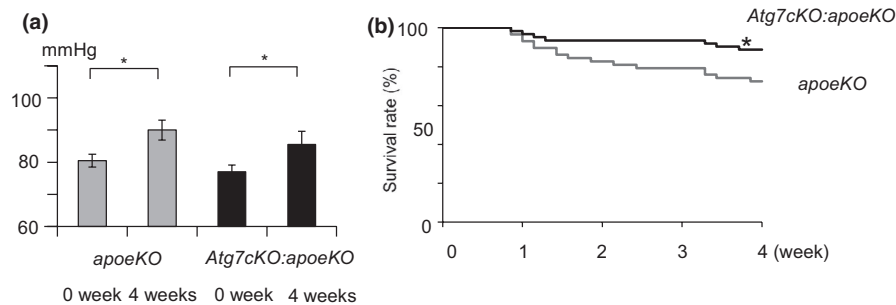 (a)
mmHg
100
80
60
*
*
apoeKO
Atg7cKO:apoeKO
0 week
4 weeks
0 week
4 weeks
(b)
Atg7cKO:apoeKO
*
apoeKO
Survival rate (%)
100
50
0
0
1
2
3
4 (week)